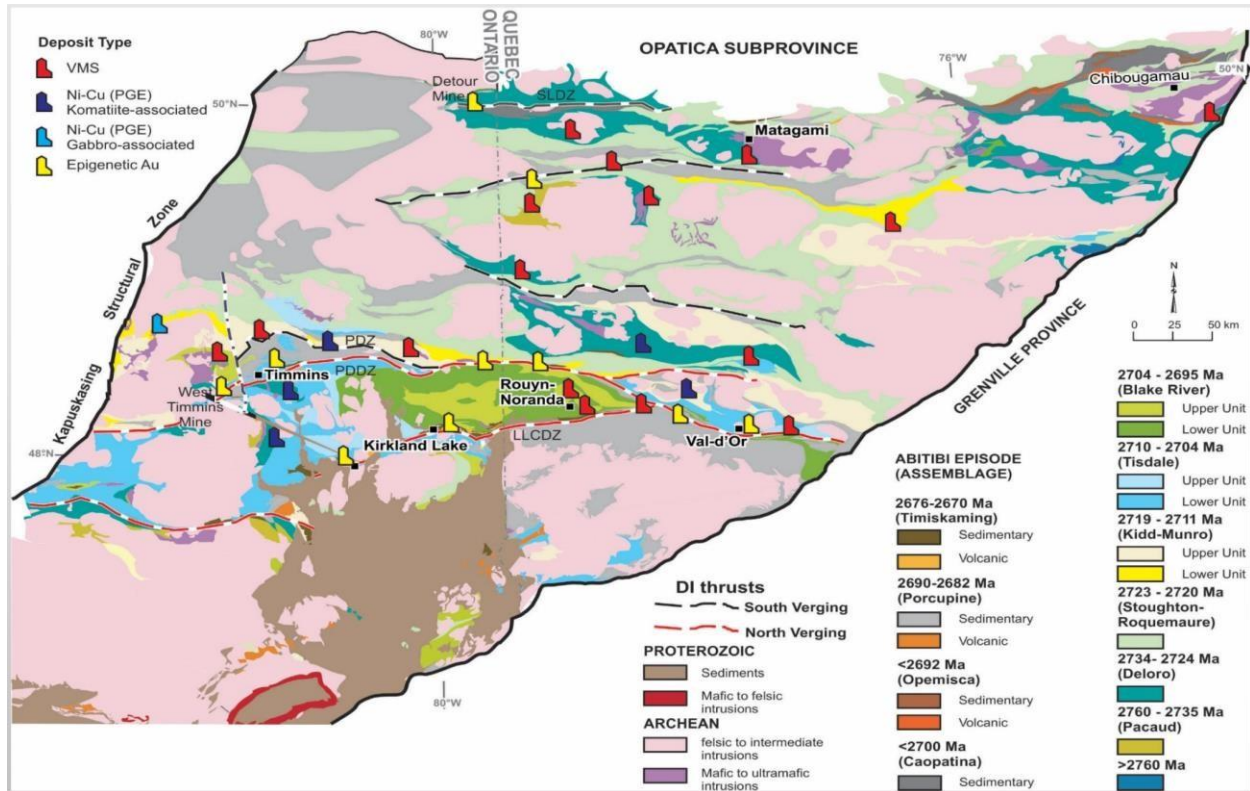 Deposit Type
VMS
Ni-Cu (PGE)
Komatiite-associated
Ni-Cu (PGE)
Gabbro-associated
Epigenetic Au
80°W
QUEBEC
ONTARIO
OPATICA SUBPROVINCE
76°W
50°N
Chibougamau
50°N
Detour
Mine
SLDZ
Matagami
Kapuskasing Structural Zone
PDZ
PDDZ
Timmins
West
Timmins
Mine
Rouyn-
Noranda
Kirkland Lake
LLCDZ
Val-d'Or
48°N
80°W
GRENVILLE PROVINCE
N
S
0 25 50 km
DI thrusts
South Verging
North Verging
PROTEROZOIC
Sediments
Mafic to felsic
intrusions
ARCHEAN
felsic to intermediate
intrusions
Mafic to ultramafic
intrusions
ABITIBI EPISODE
(ASSEMBLAGE)
2676-2670 Ma
(Timiskaming)
Sedimentary
Volcanic
2690-2682 Ma
(Porcupine)
Sedimentary
Volcanic
<2692 Ma
(Opemisca)
Sedimentary
Volcanic
<2700 Ma
(Caopatina)
Sedimentary
2704 - 2695 Ma
(Blake River)
Upper Unit
Lower Unit
2710 - 2704 Ma
(Tisdale)
Upper Unit
Lower Unit
2719 - 2711 Ma
(Kidd-Munro)
Upper Unit
Lower Unit
2723 - 2720 Ma
(Stoughton-
Roquemaure)
2734- 2724 Ma
(Deloro)
2760 - 2735 Ma
(Pacaud)
>2760 Ma